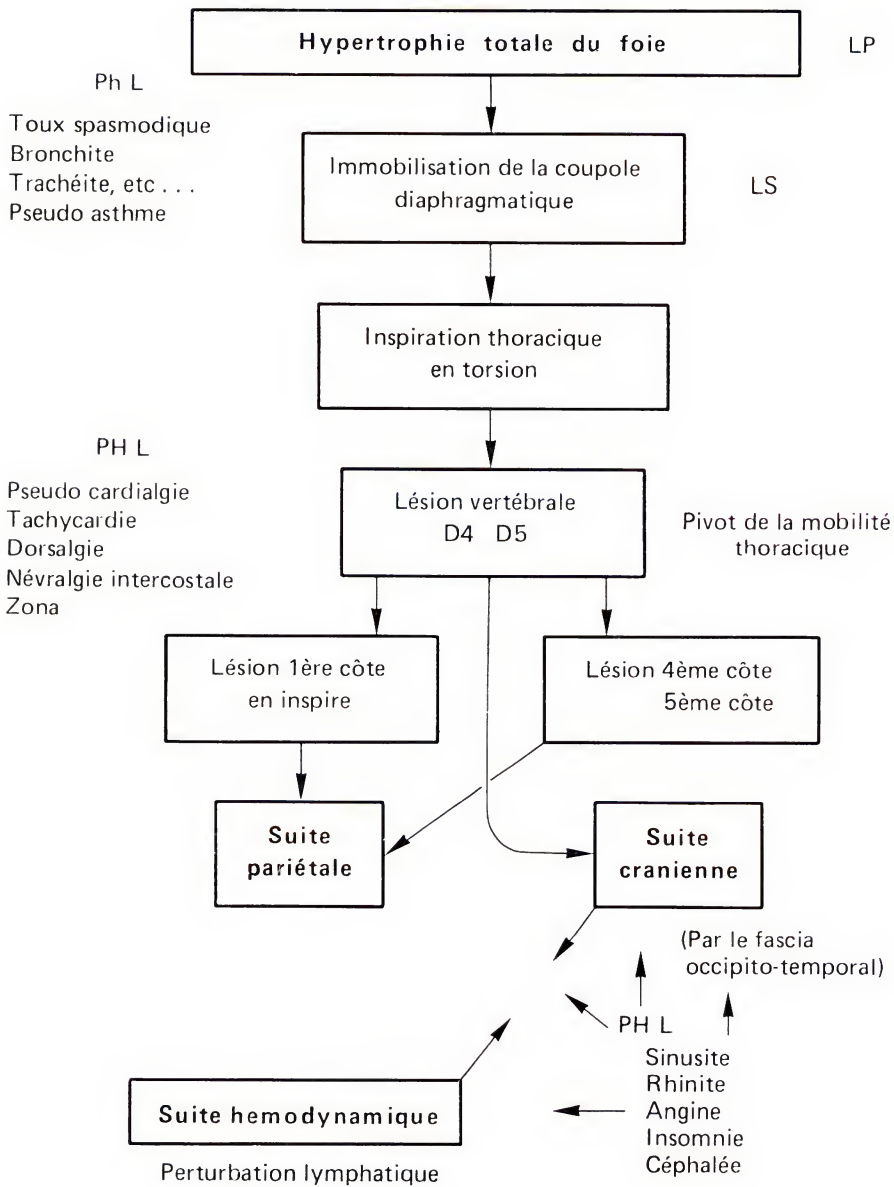 Hypertrophie totale du foie
LP
Ph L
Toux spasmodique
Bronchite
Trachéite, etc . . .
Pseudo asthme
Immobilisation de la coupole
diaphragmatique
LS
Inspiration thoracique
en torsion
PH L
Pseudo cardialgie
Tachycardie
Dorsalgie
Névralgie intercostale
Zona
Lésion vertébrale
D4 D5
Pivot de la mobilité
thoracique
Lésion 1ère côte
en inspire
Lésion 4ème côte
5ème côte
Suite
pariétale
Suite
cranienne
(Par le fascia
occipito-temporal)
PH L
Sinusite
Rhinite
Angine
Insomnie
Céphalée
Suite hemodynamique
Perturbation lymphatique